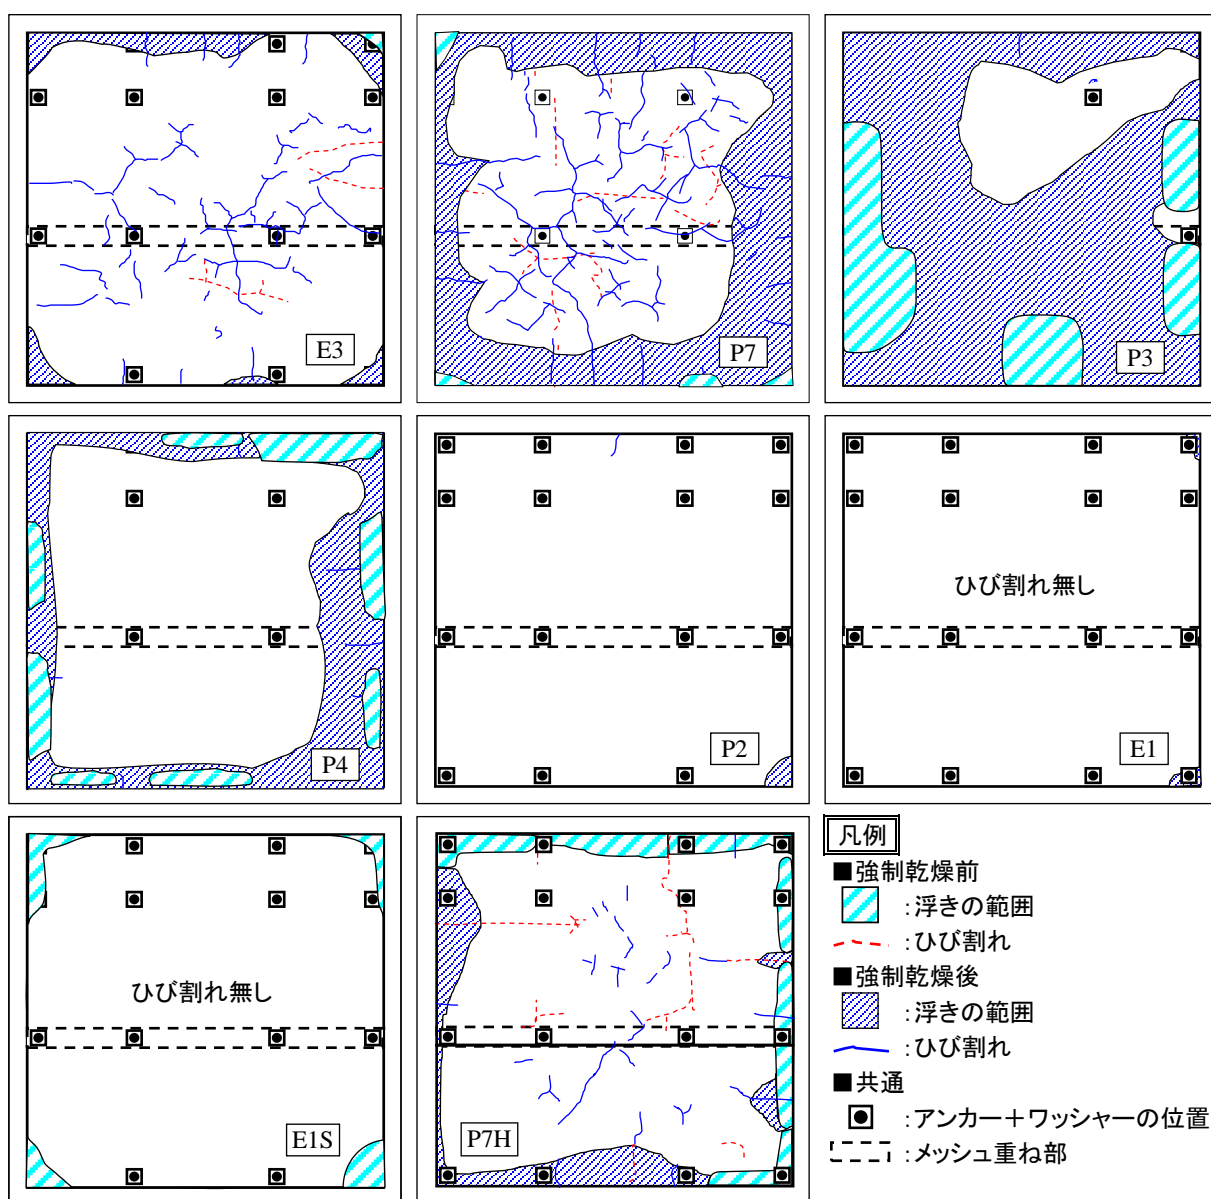 E3
P7
P3
P4
P2
ひび割れ無し
E1
ひび割れ無し
E1S
P7H
凡例
■強制乾燥前
:浮きの範囲
:ひび割れ
■強制乾燥後
:浮きの範囲
:ひび割れ
■共通
:アンカー+ワッシャーの位置
:メッシュ重ね部